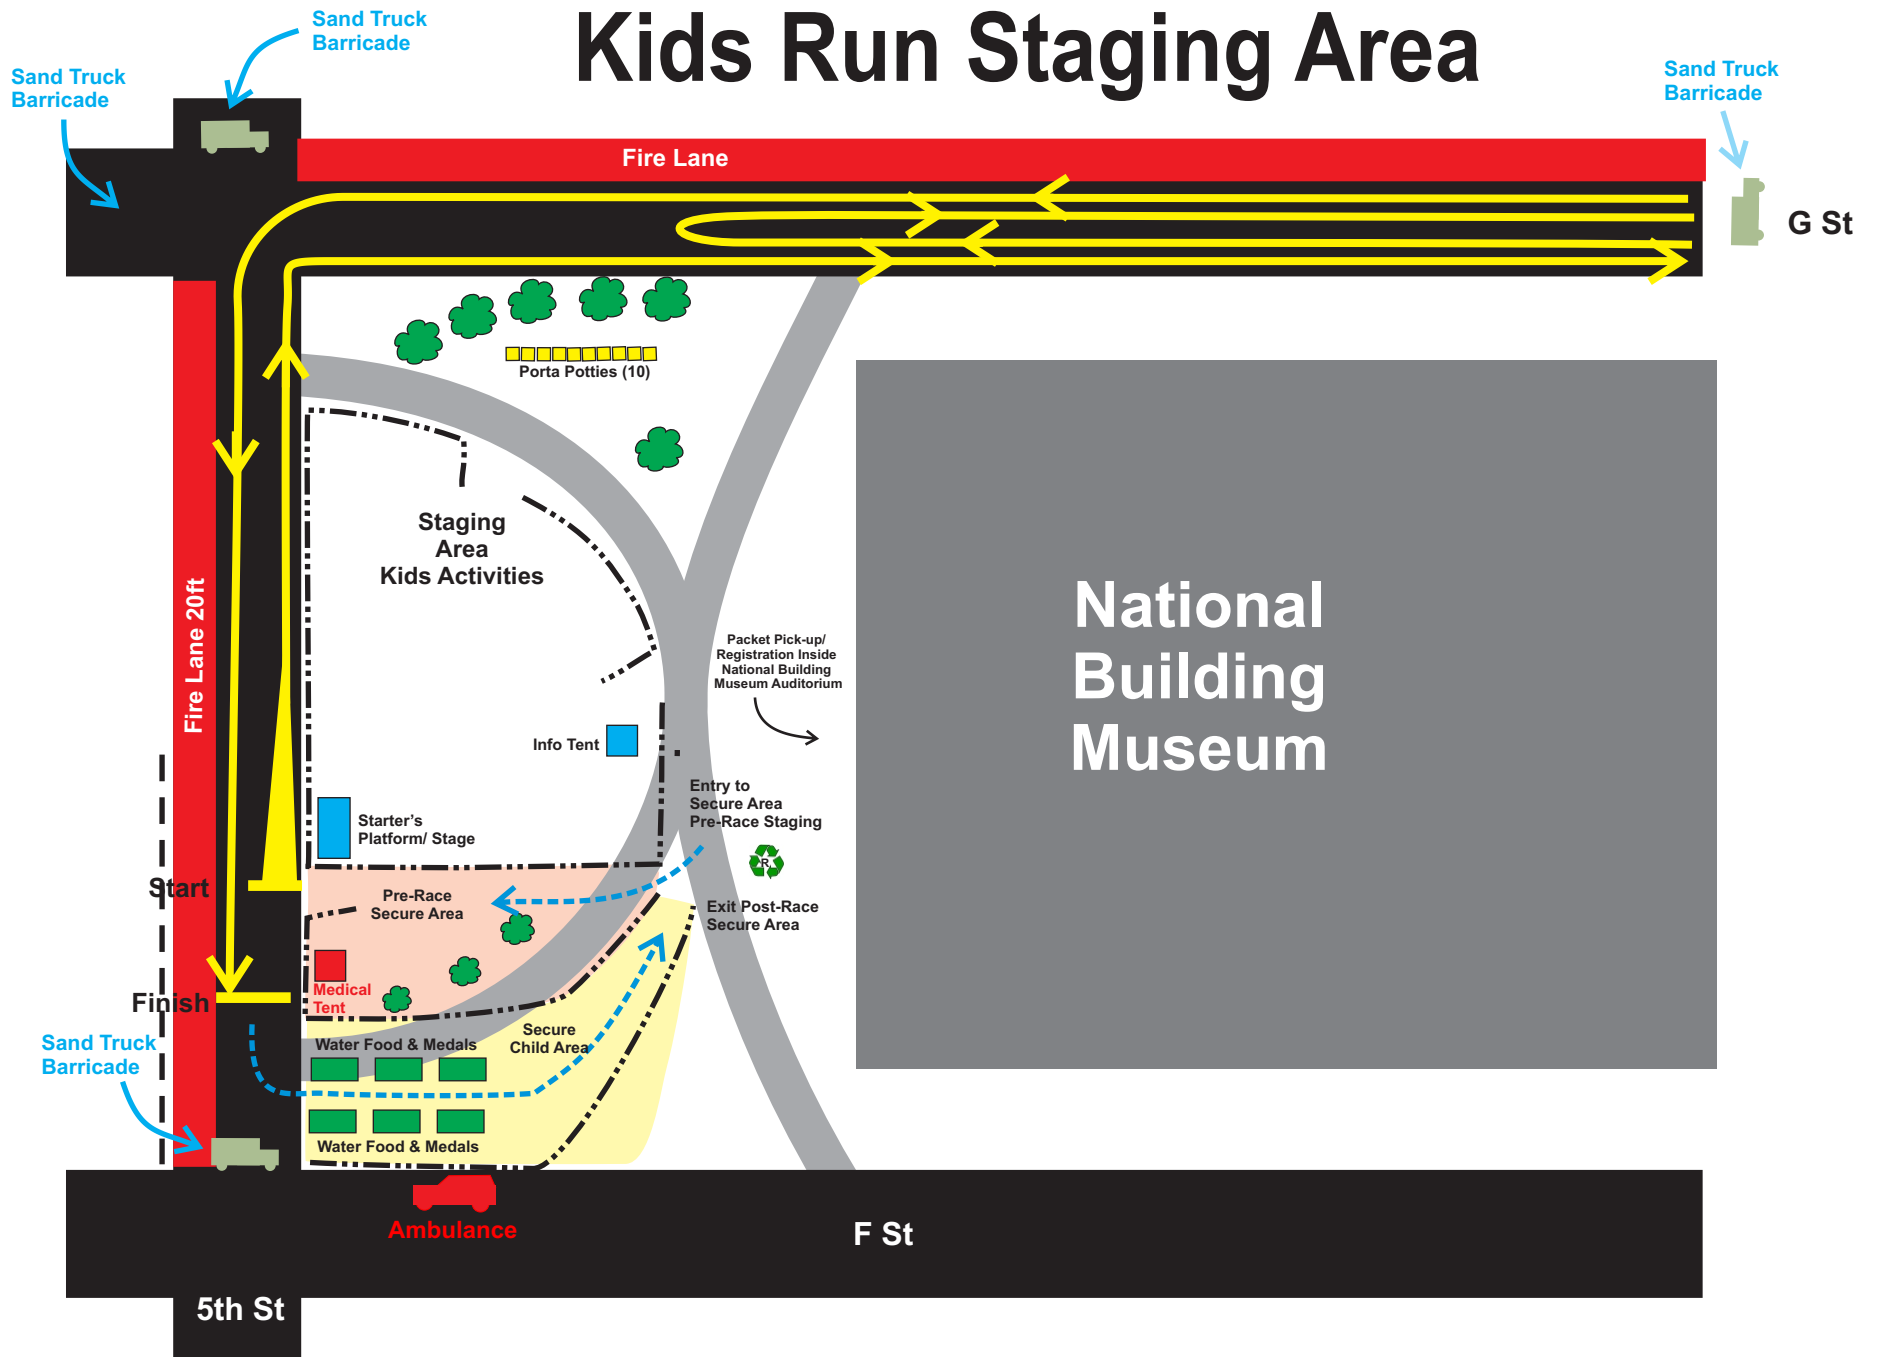 Kids Run Staging Area
Sand Truck
Barricade
Sand Truck
Barricade
Sand Truck
Barricade
Fire Lane
G St
Porta Potties (10)
Staging
Area
Kids Activities
Fire Lane 20ft
National
Building
Museum
Packet Pick-up/
Registration Inside
National Building
Museum Auditorium
Info Tent
Entry to
Secure Area
Pre-Race Staging
Starter's
Platform/ Stage
R
Start
Pre-Race
Secure Area
Exit Post-Race
Secure Area
Medical
Tent
Finish
Secure
Child Area
Sand Truck
Barricade
Water Food & Medals
Water Food & Medals
Ambulance
F St
5th St